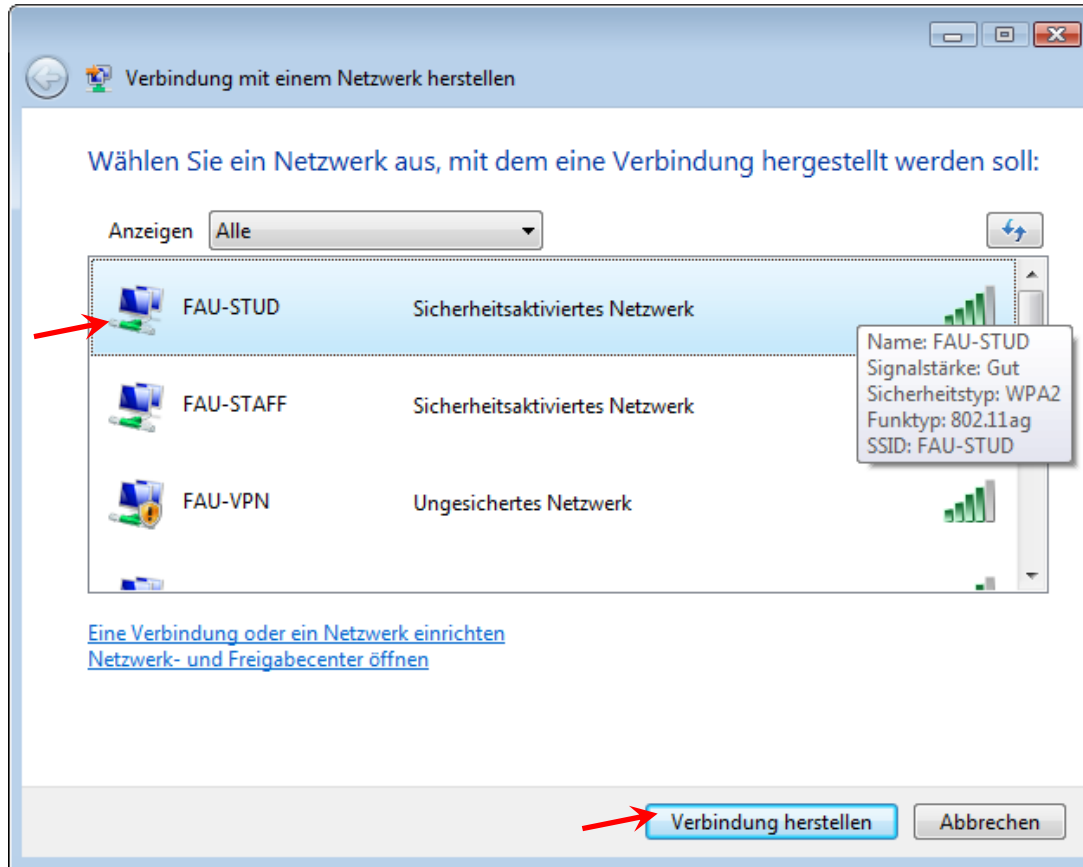 Verbindung mit einem Netzwerk herstellen
Wählen Sie ein Netzwerk aus, mit dem eine Verbindung hergestellt werden soll:
Anzeigen Alle
FAU-STUD Sicherheitsaktiviertes Netzwerk
Name: FAU-STUD
Signalstärke: Gut
Sicherheitstyp: WPA2
Funktyp: 802.11ag
SSID: FAU-STUD
FAU-STAFF Sicherheitsaktiviertes Netzwerk
FAU-VPN Ungesichertes Netzwerk
Eine Verbindung oder ein Netzwerk einrichten
Netzwerk- und Freigabecenter öffnen
Verbindung herstellen Abbrechen